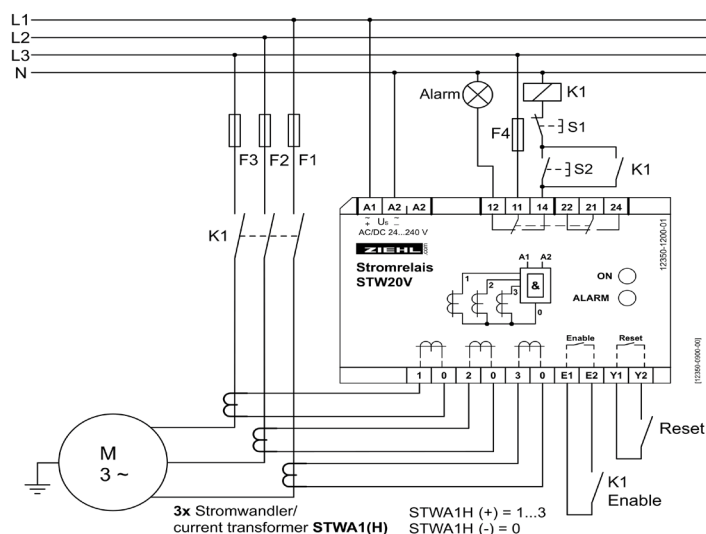 L1
L2
L3
N
Alarm
K1
S1
F4
F3 F2 F1
S2 K1
A1 A2 A2 12 11 14 22 21 24
+ Us –
– ~
AC/DC 24...240 V
K1
ZIEHL.com
Stromrelais
STW20V
A1 A2
1
2
3
&
0
ON
ALARM
12350-1200-01
Enable Reset
[12350-0900-00]
1 0 2 0 3 0 E1 E2 Y1 Y2
Reset
M
3 ~
K1
Enable
3x Stromwandler/
current transformer STWA1(H)
STWA1H (+) = 1...3
STWA1H (-) = 0